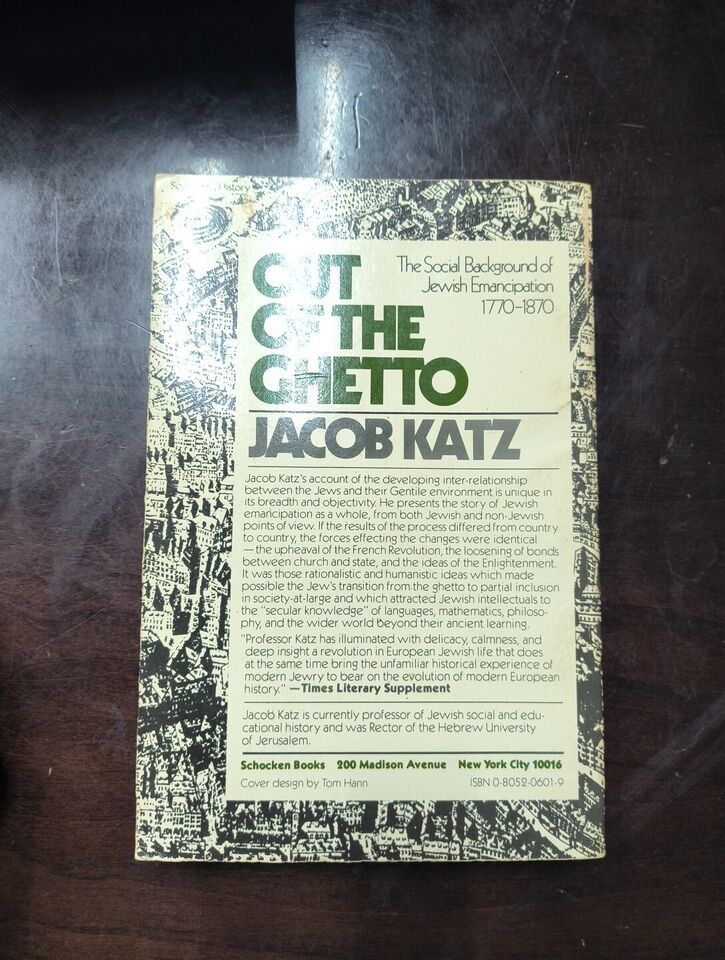 History
OUT
OF THE
GHETTO
The Social Background of
Jewish Emancipation
1770-1870
JACOB KATZ
Jacob Katz's account of the developing inter-relationship
between the Jews and their Gentile environment is unique in
its breadth and objectivity. He presents the story of Jewish
emancipation as a whole, from both Jewish and non-Jewish
points of view. If the results of the process differed from country
to country, the forces effecting the changes were identical
—the upheaval of the French Revolution, the loosening of bonds
between church and state, and the ideas of the Enlightenment.
It was those rationalistic and humanistic ideas which made
possible the Jew's transition from the ghetto to partial inclusion
in society-at-large and which attracted Jewish intellectuals to
the "secular knowledge" of languages, mathematics, philoso-
phy, and the wider world beyond their ancient learning.
"Professor Katz has illuminated with delicacy, calmness, and
deep insight a revolution in European Jewish life that does
at the same time bring the unfamiliar historical experience of
modern Jewry to bear on the evolution of modern European
history." —Times Literary Supplement
Jacob Katz is currently professor of Jewish social and edu-
cational history and was Rector of the Hebrew University
of Jerusalem.
Schocken Books 200 Madison Avenue New York City 10016
Cover design by Tom Hann ISBN 0-8052-0601-9